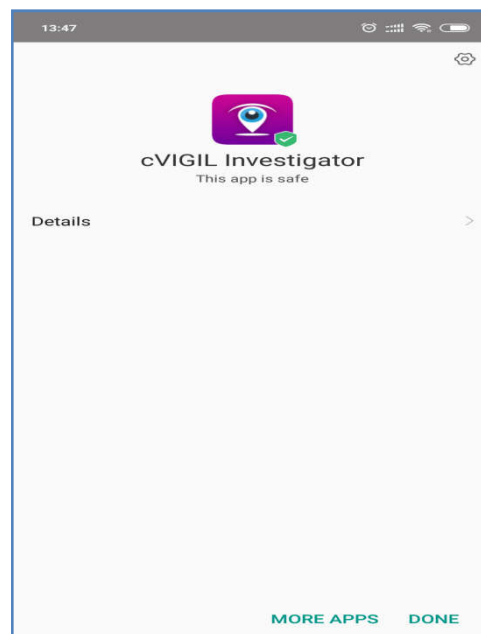 13:47
cVIGIL Investigator
This app is safe
Details
MORE APPS DONE